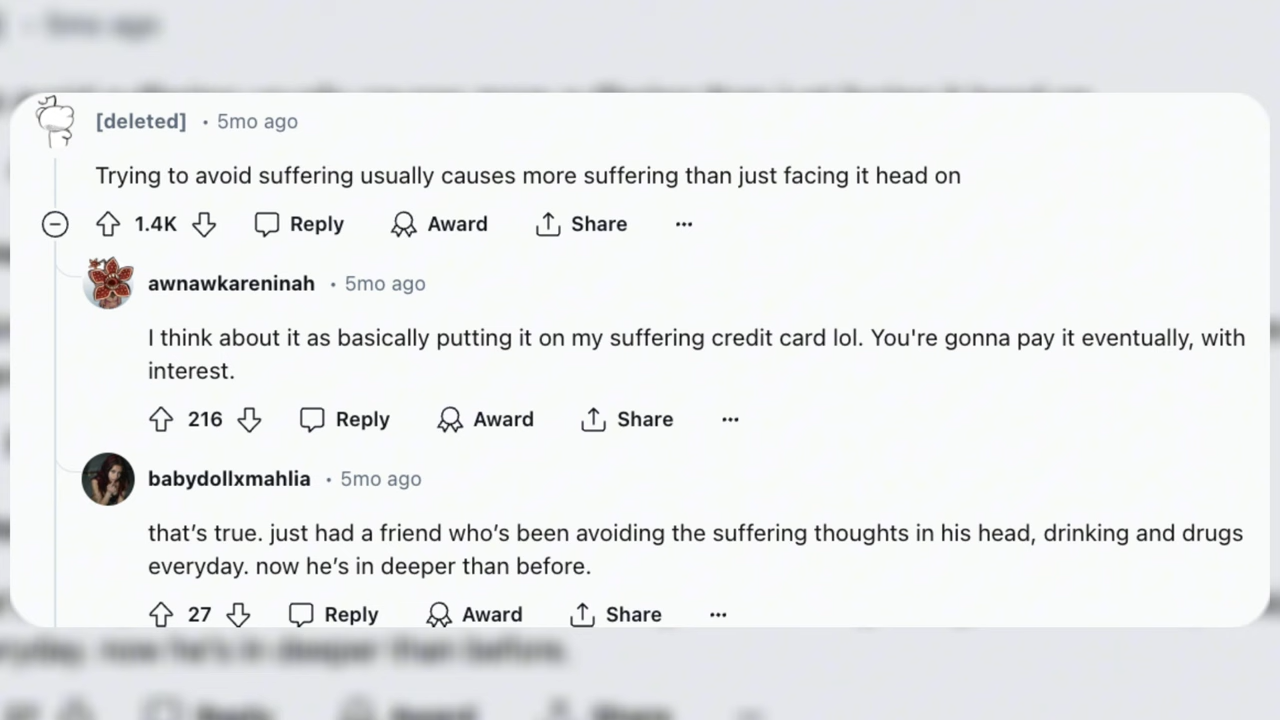 [deleted] • 5mo ago
Trying to avoid suffering usually causes more suffering than just facing it head on
1.4K Reply Award Share ...
awnawkareninah • 5mo ago
I think about it as basically putting it on my suffering credit card lol. You're gonna pay it eventually, with
interest.
216 Reply Award Share ...
babydollxmahlia • 5mo ago
that’s true. just had a friend who’s been avoiding the suffering thoughts in his head, drinking and drugs
everyday. now he’s in deeper than before.
27 Reply Award Share ...